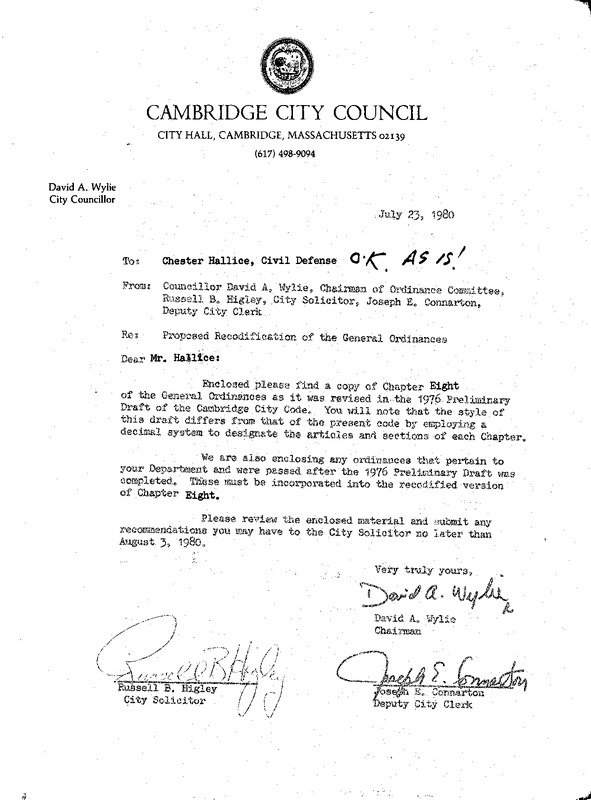 CAMBRIDGE CITY COUNCIL
CITY HALL, CAMBRIDGE, MASSACHUSETTS 02139
(617) 498-9094
David A. Wylie
City Councillor
July 23, 1980
To: Chester Hallice, Civil Defense O.K. AS IS!
From: Councillor David A. Wylie, Chairman of Ordinance Committee,
Russell B. Higley, City Solicitor, Joseph E. Connarton,
Deputy City Clerk
Re: Proposed Recodification of the General Ordinances
Dear Mr. Hallice:
Enclosed please find a copy of Chapter Eight
of the General Ordinances as it was revised in the 1976 Preliminary
Draft of the Cambridge City Code. You will note that the style of
this draft differs from that of the present code by employing a
decimal system to designate the articles and sections of each Chapter.
We are also enclosing any ordinances that pertain to
your Department and were passed after the 1976 Preliminary Draft was
completed. These must be incorporated into the recodified version
of Chapter Eight.
Please review the enclosed material and submit any
recommendations you may have to the City Solicitor no later than
August 3, 1980.
Very truly yours,
David A. Wylie
David A. Wylie
Chairman
Russell B Higley
Russell B. Higley
City Solicitor
Joseph E. Connarton
Joseph E. Connarton
Deputy City Clerk